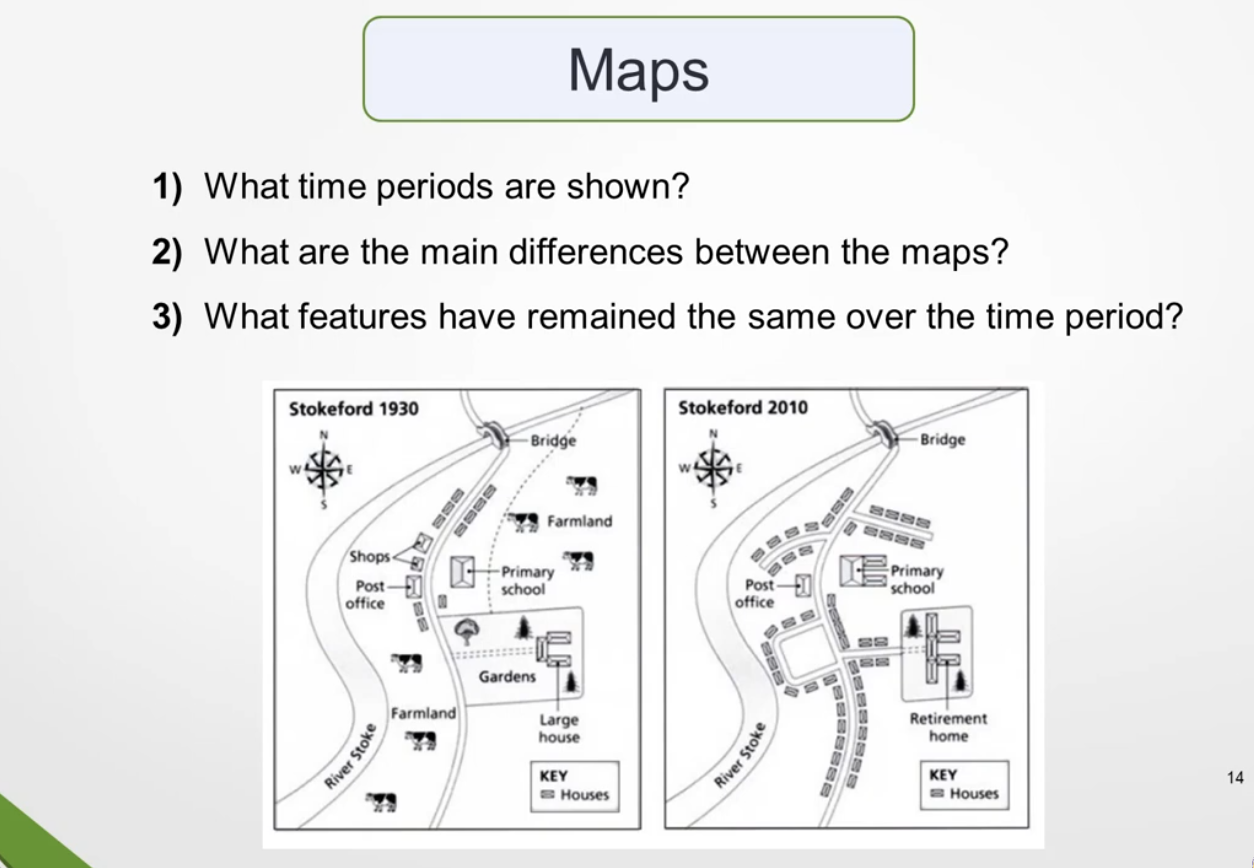 Maps
1) What time periods are shown?
2) What are the main differences between the maps?
3) What features have remained the same over the time period?
Stokeford 1930
N
W
E
S
Bridge
Farmland
Shops
Primary
school
Post
office
Gardens
Farmland
Large
house
River Stoke
KEY
Houses
Stokeford 2010
N
W
E
S
Bridge
Primary
school
Post
office
Retirement
home
River Stoke
KEY
Houses
14